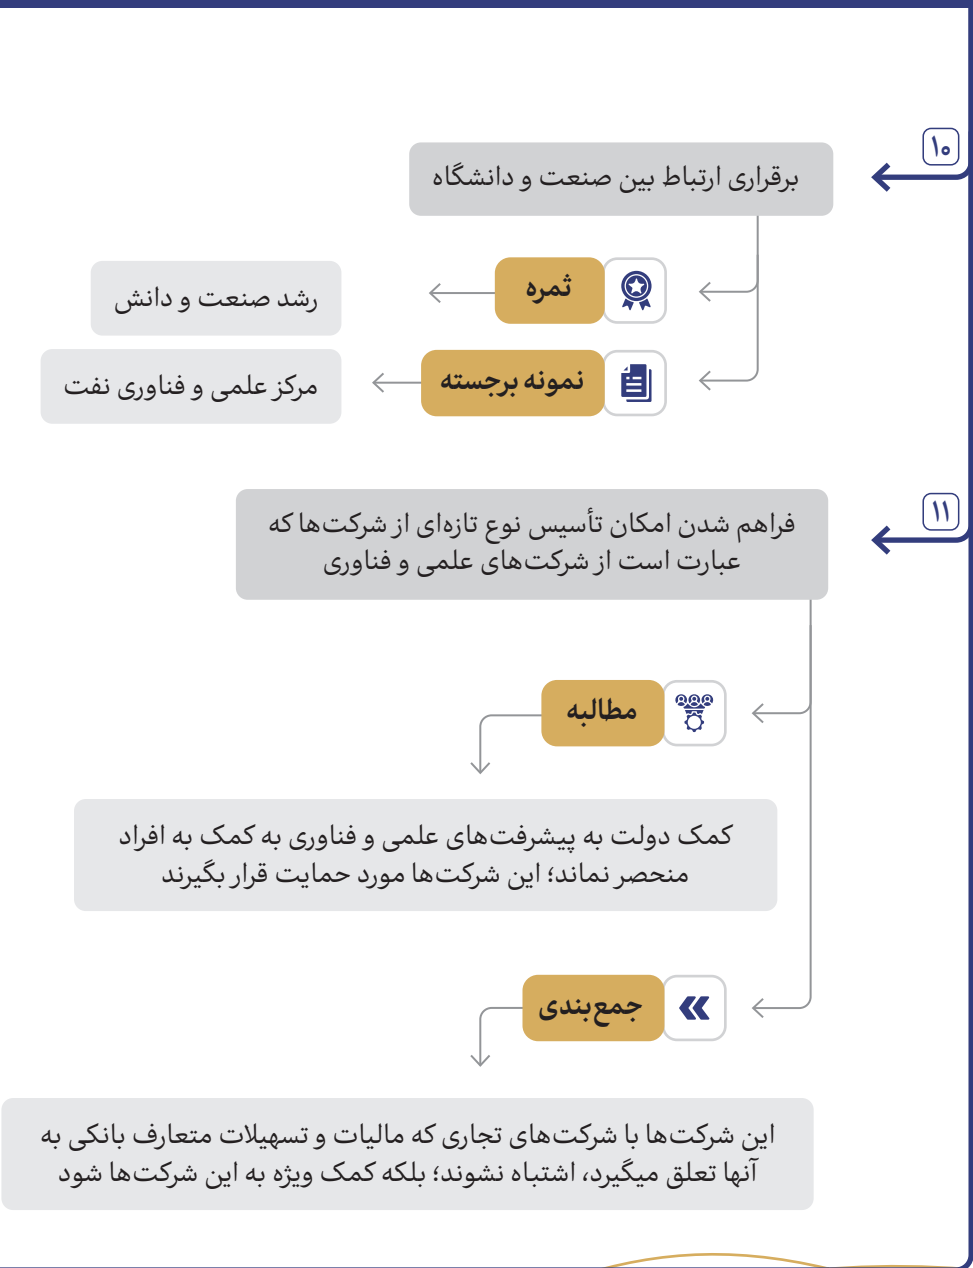 ۱۰
برقراری ارتباط بین صنعت و دانشگاه
ثمره
رشد صنعت و دانش
نمونه برجسته
مرکز علمی و فناوری نفت
۱۱
فراهم شدن امکان تأسیس نوع تازه‌ای از شرکت‌ها که
عبارت است از شرکت‌های علمی و فناوری
مطالبه
کمک دولت به پیشرفت‌های علمی و فناوری به کمک به افراد
منحصر نماند؛ این شرکت‌ها مورد حمایت قرار بگیرند
جمع‌بندی
این شرکت‌ها با شرکت‌های تجاری که مالیات و تسهیلات متعارف بانکی به
آنها تعلق میگیرد، اشتباه نشوند؛ بلکه کمک ویژه به این شرکت‌ها شود